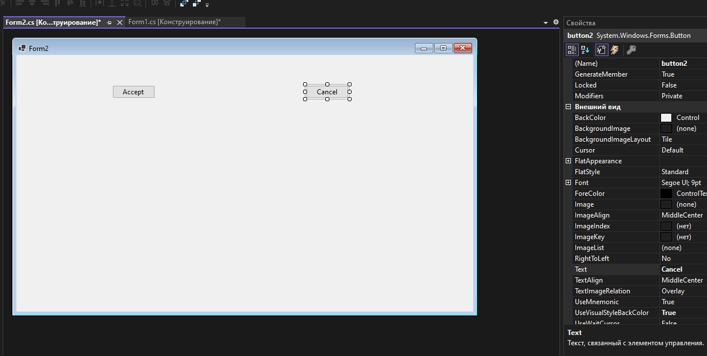 Form2.cs [Ко...труирование]*
Form1.cs [Конструирование]*
Form2
Accept
Cancel
Свойства
button2 System.Windows.Forms.Button
(Name) button2
GenerateMember True
Locked False
Modifiers Private
Внешний вид
BackColor Control
BackgroundImage (none)
BackgroundImageLayout Tile
Cursor Default
FlatAppearance
FlatStyle Standard
Font Segoe UI; 9pt
ForeColor ControlTe
Image (none)
ImageAlign MiddleCenter
ImageIndex (нет)
ImageKey (нет)
ImageList (none)
RightToLeft No
Text Cancel
TextAlign MiddleCenter
TextImageRelation Overlay
UseMnemonic True
UseVisualStyleBackColor True
UseWaitCursor False
Text
Текст, связанный с элементом управления.